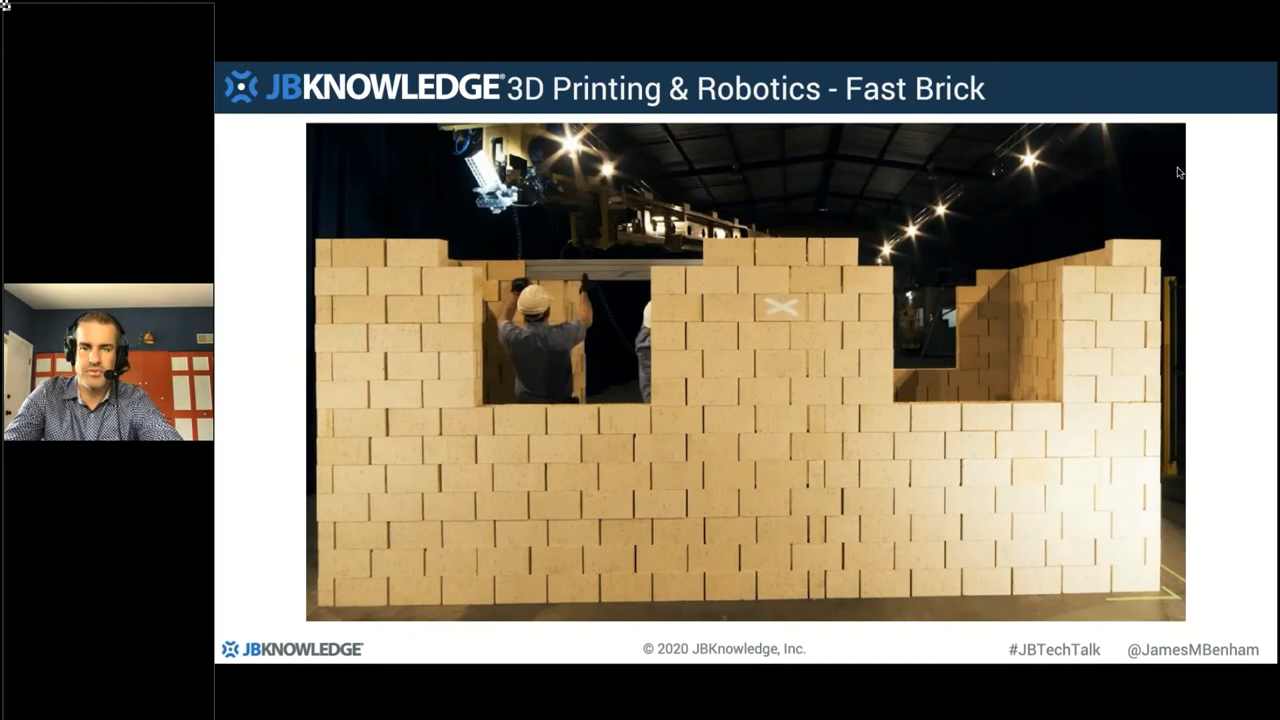 JBKNOWLEDGE® 3D Printing & Robotics - Fast Brick
JBKNOWLEDGE
© 2020 JBKnowledge, Inc.
#JBTechTalk @JamesMBenham